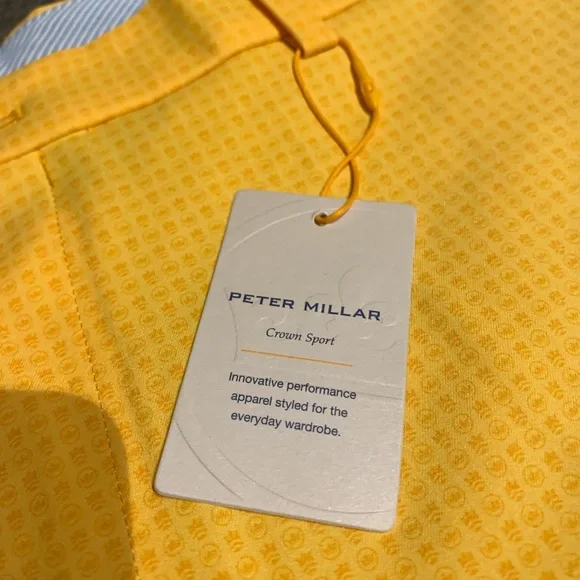 PETER MILLAR
Crown Sport
Innovative performance
apparel styled for the
everyday wardrobe.